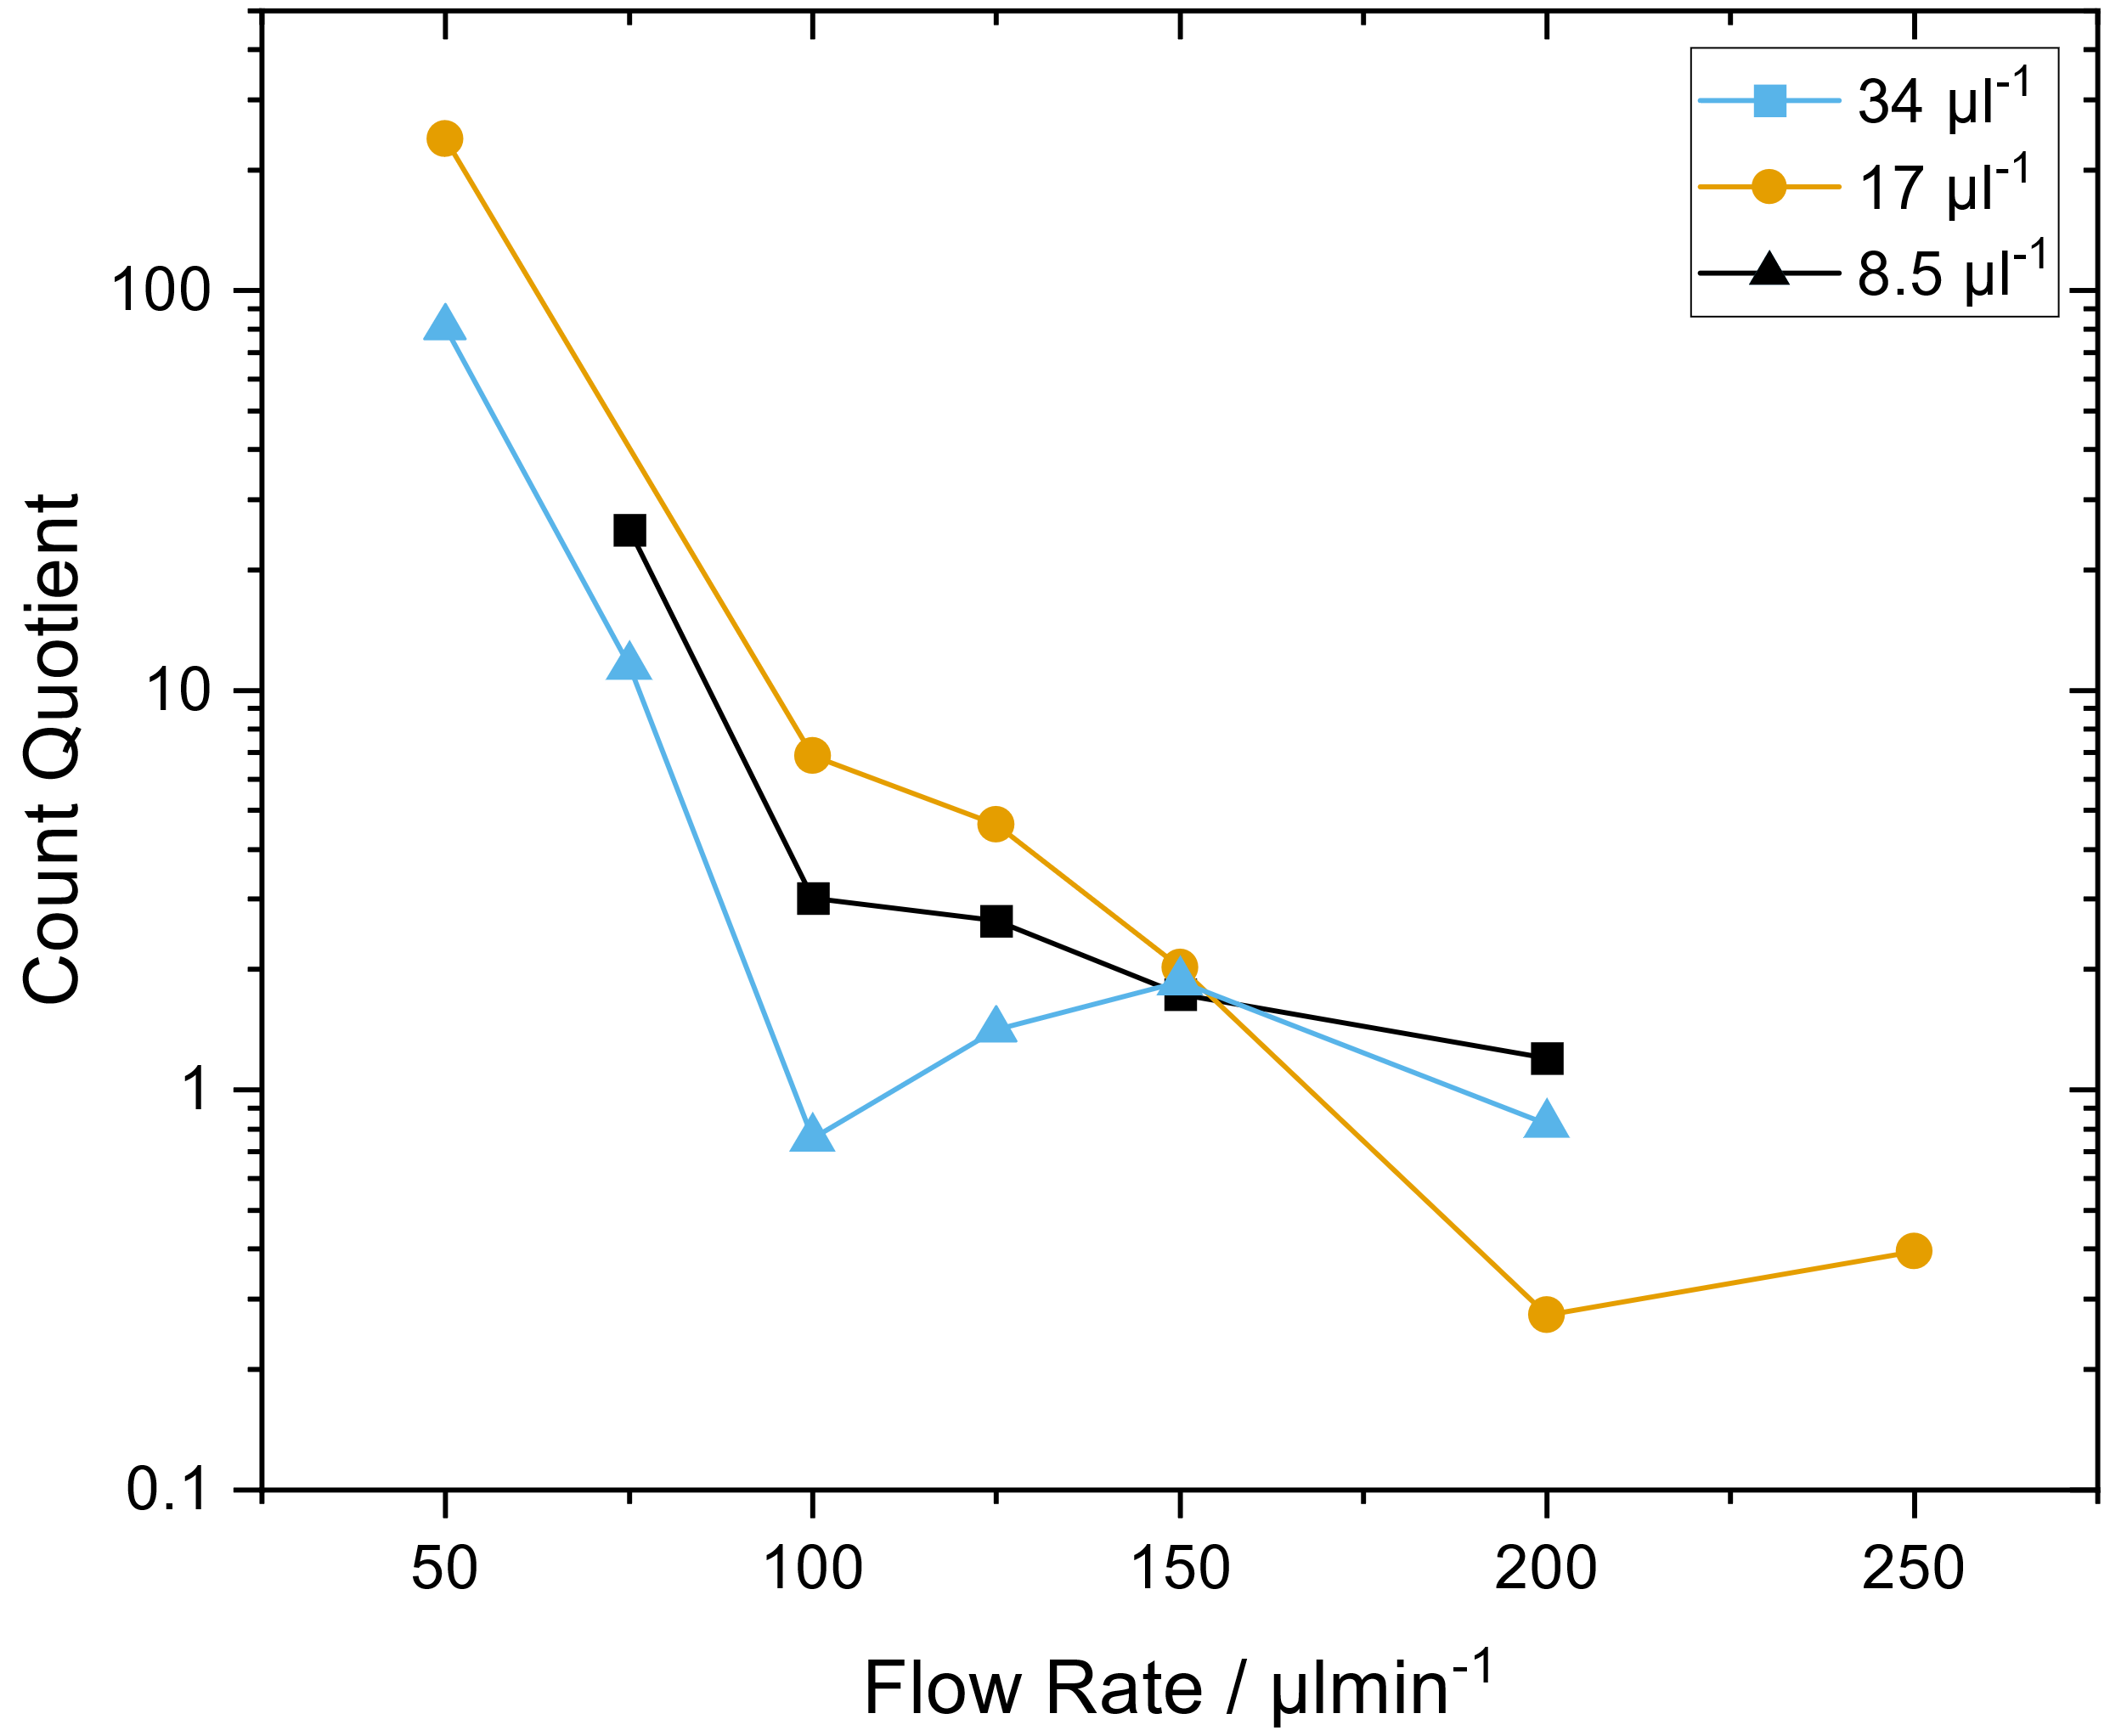 34 µl-1
17 µl-1
8.5 µl-1
100
10
1
0.1
Count Quotient
50 100 150 200 250
Flow Rate / µlmin-1